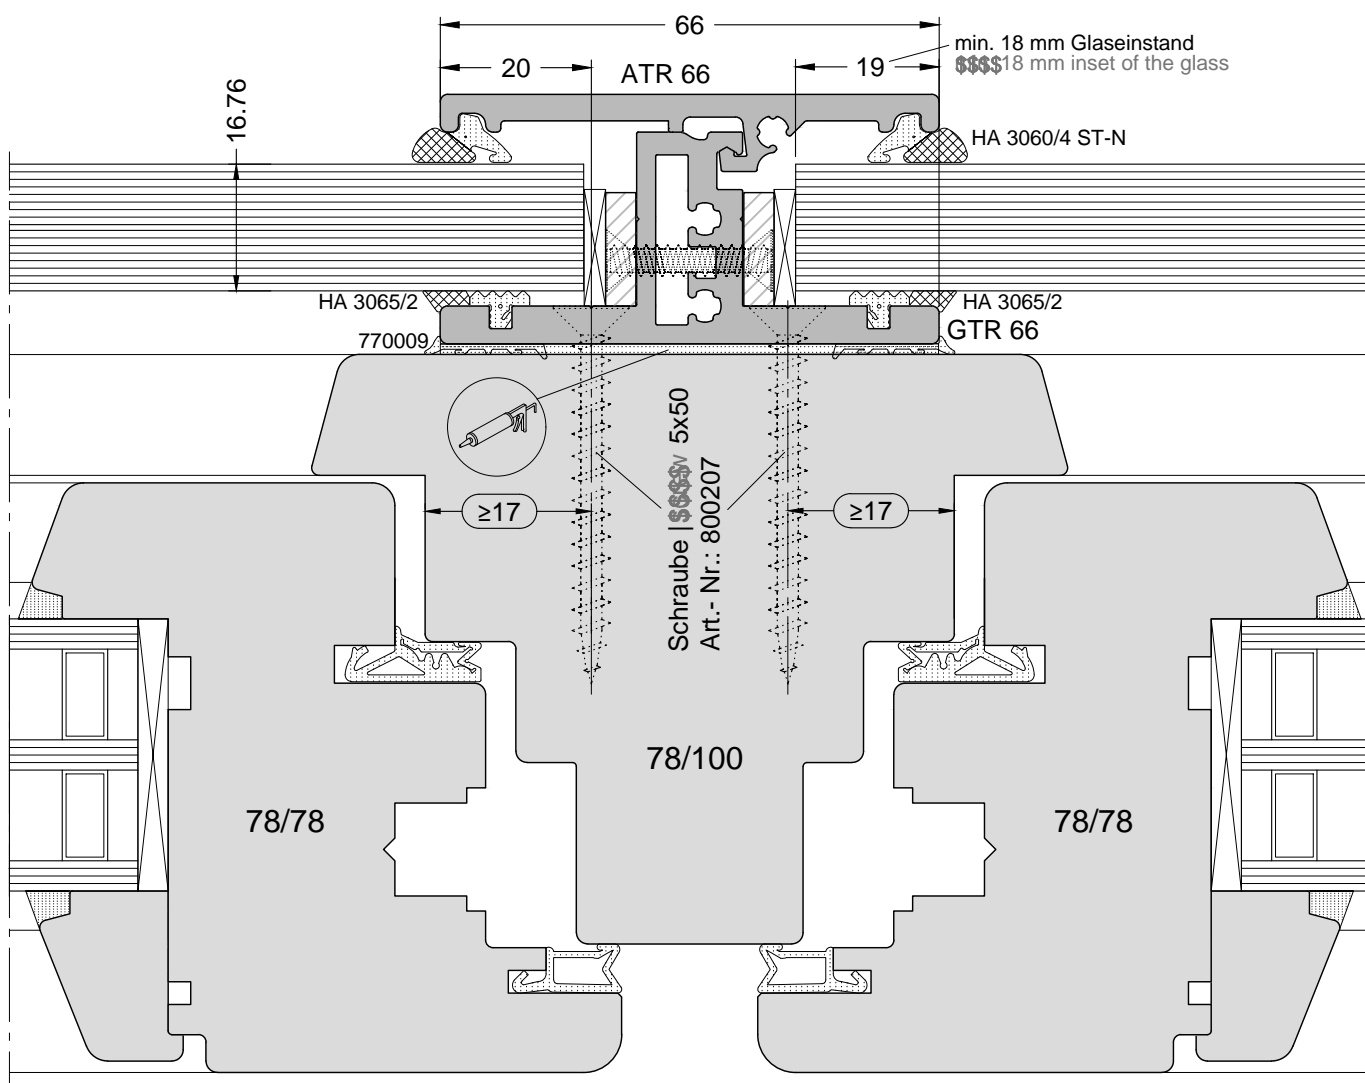 66
min. 18 mm Glaseinstand
18 mm inset of the glass
20
ATR 66
19
16.76
HA 3060/4 ST-N
HA 3065/2
HA 3065/2
770009
GTR 66
Schraube | 5x50
Art.- Nr.: 800207
≥17
≥17
78/100
78/78
78/78